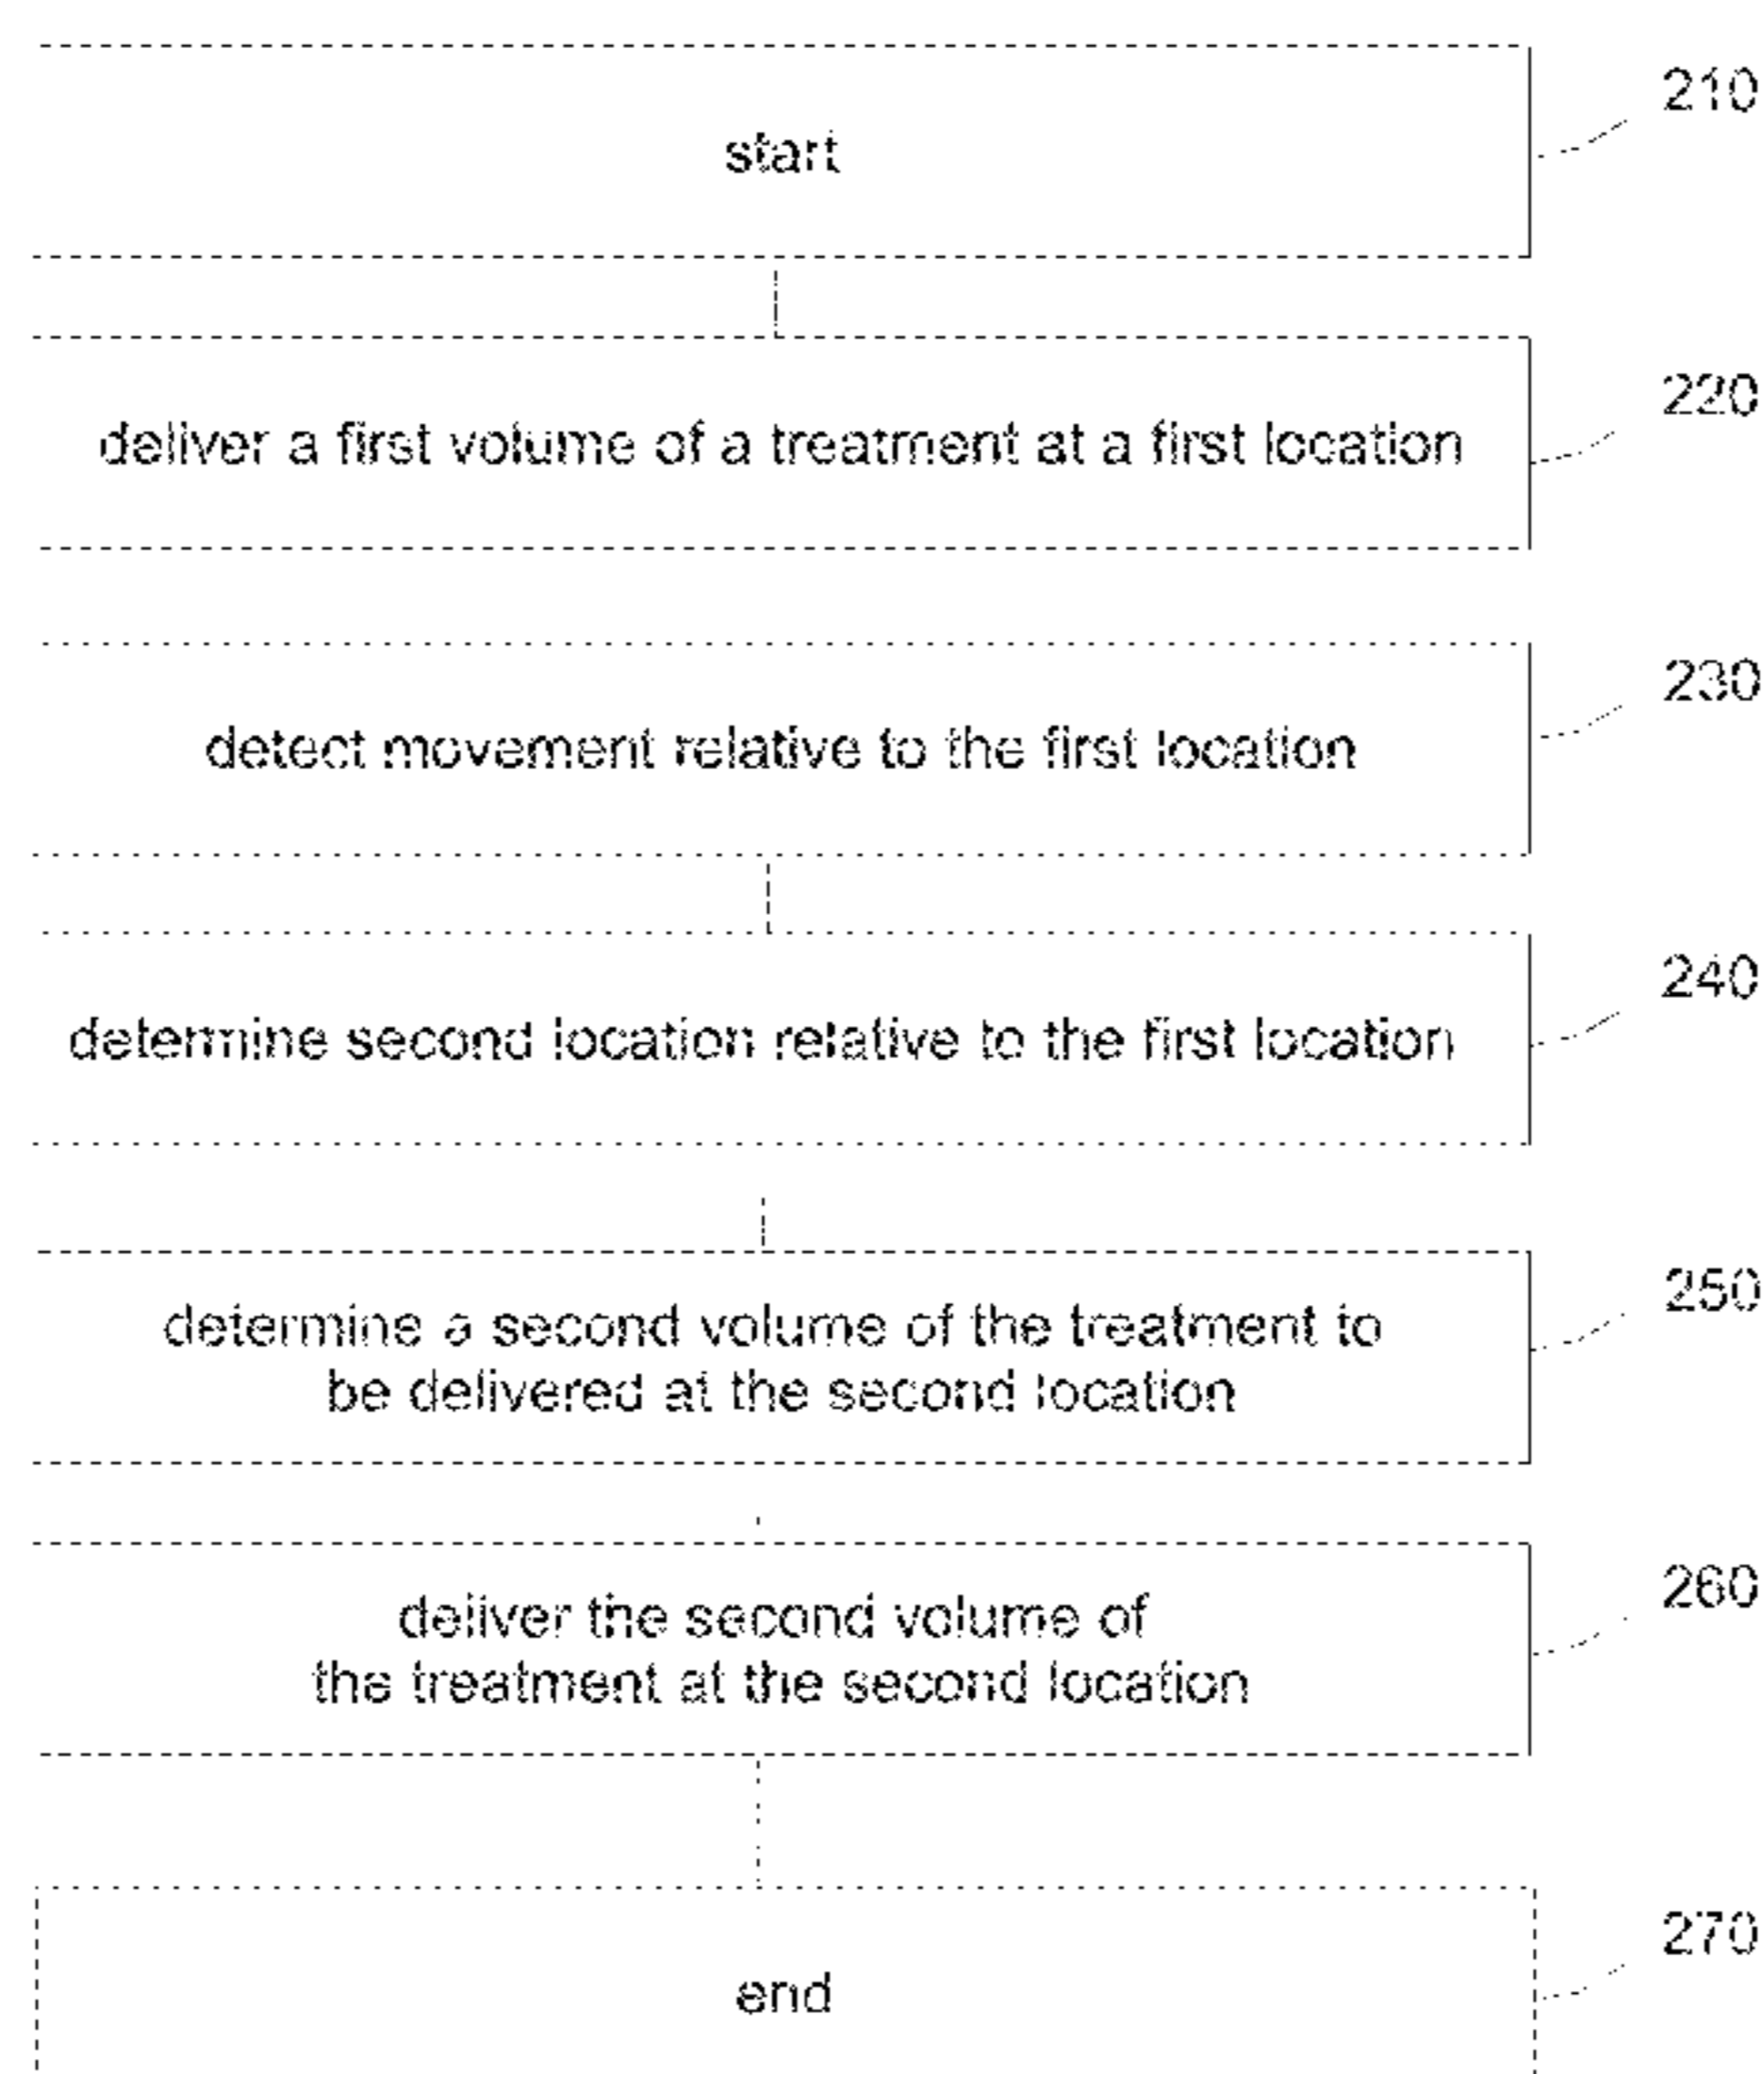 start
210
deliver a first volume of a treatment at a first location
220
detect movement relative to the first location
230
determine second location relative to the first location
240
determine a second volume of the treatment to
be delivered at the second location
250
deliver the second volume of
the treatment at the second location
260
end
270